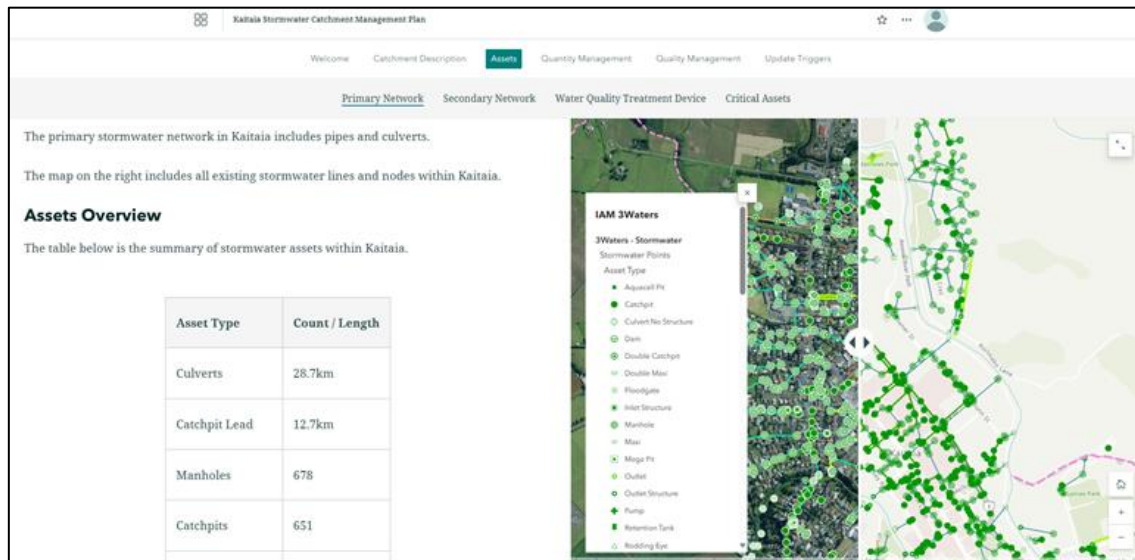 Kaitaia Stormwater Catchment Management Plan
Welcome Catchment Description Assets Quantity Management Quality Management Update Triggers
Primary Network Secondary Network Water Quality Treatment Device Critical Assets
The primary stormwater network in Kaitaia includes pipes and culverts.
The map on the right includes all existing stormwater lines and nodes within Kaitaia.
Assets Overview
The table below is the summary of stormwater assets within Kaitaia.
Asset Type Count / Length
Culverts 28.7km
Catchpit Lead 12.7km
Manholes 678
Catchpits 651
IAM 3Waters
3Waters - Stormwater
Stormwater Points
Asset Type
Aquacell Pit
Catchpit
Culvert No Structure
Dam
Double Catchpit
Double Maxi
Floodgate
Inlet Structure
Manhole
Maxi
Mega Pit
Outlet
Outlet Structure
Pump
Retention Tank
Rodding Eye